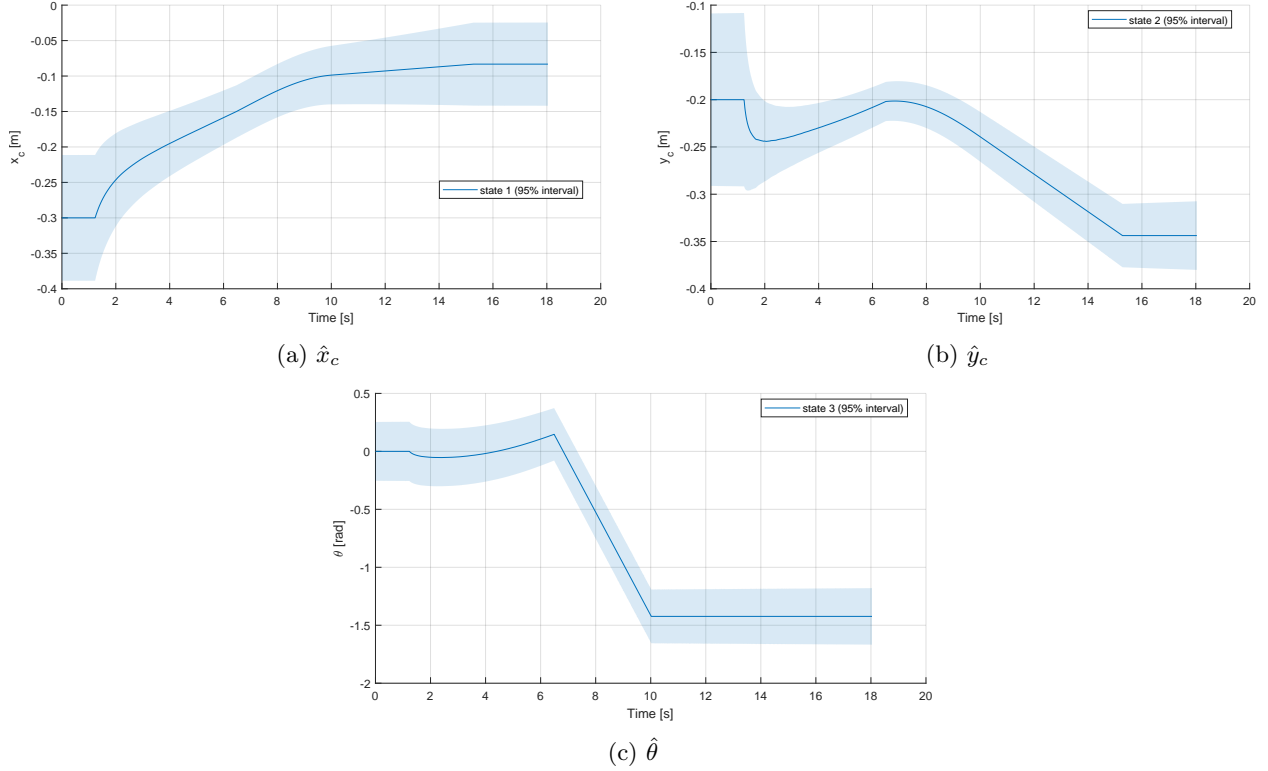 0
-0.05
-0.1
-0.15
-0.2
-0.25
-0.3
-0.35
-0.4
x_c [m]
state 1 (95% interval)
0 2 4 6 8 10 12 14 16 18 20
Time [s]
(a) x̂_c
-0.1
-0.15
-0.2
-0.25
-0.3
-0.35
-0.4
y_c [m]
state 2 (95% interval)
0 2 4 6 8 10 12 14 16 18 20
Time [s]
(b) ŷ_c
0.5
0
-0.5
-1
-1.5
-2
θ [rad]
state 3 (95% interval)
0 2 4 6 8 10 12 14 16 18 20
Time [s]
(c) θ̂